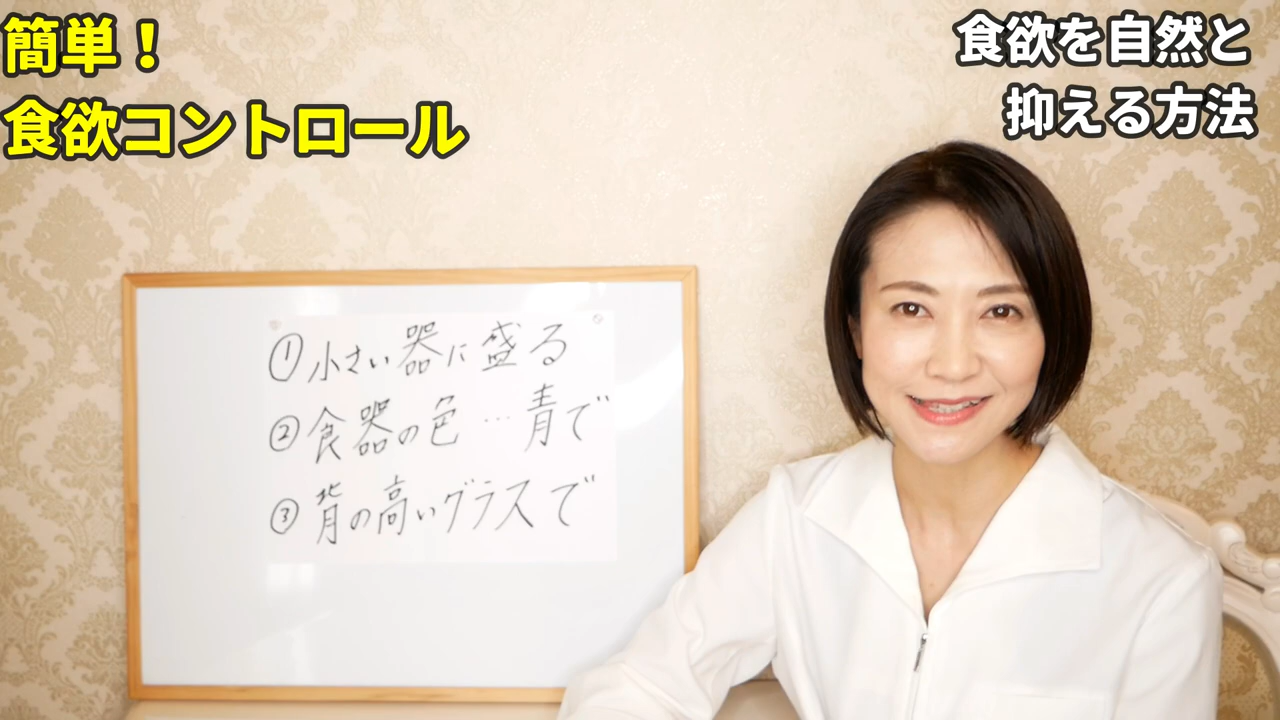 簡単！
食欲コントロール
食欲を自然と
抑える方法
①小さい器に盛る
②食器の色…青で
③背の高いグラスで